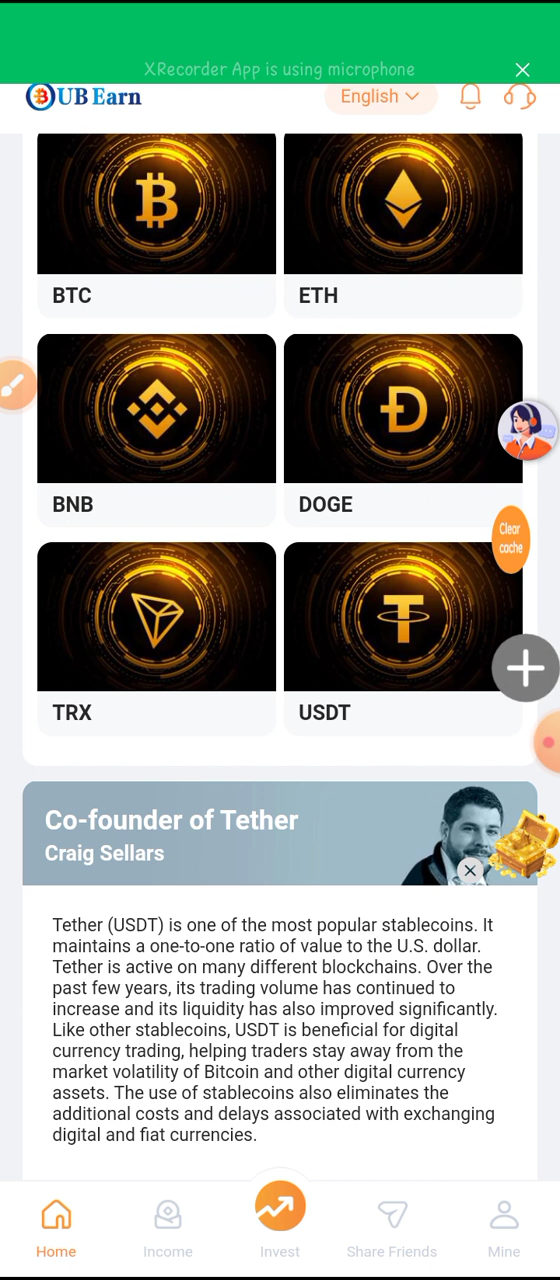 XRecorder App is using microphone
UB Earn
English
BTC
ETH
BNB
DOGE
Clear
cache
TRX
USDT
Co-founder of Tether
Craig Sellars
Tether (USDT) is one of the most popular stablecoins. It
maintains a one-to-one ratio of value to the U.S. dollar.
Tether is active on many different blockchains. Over the
past few years, its trading volume has continued to
increase and its liquidity has also improved significantly.
Like other stablecoins, USDT is beneficial for digital
currency trading, helping traders stay away from the
market volatility of Bitcoin and other digital currency
assets. The use of stablecoins also eliminates the
additional costs and delays associated with exchanging
digital and fiat currencies.
Home
Income
Invest
Share Friends
Mine